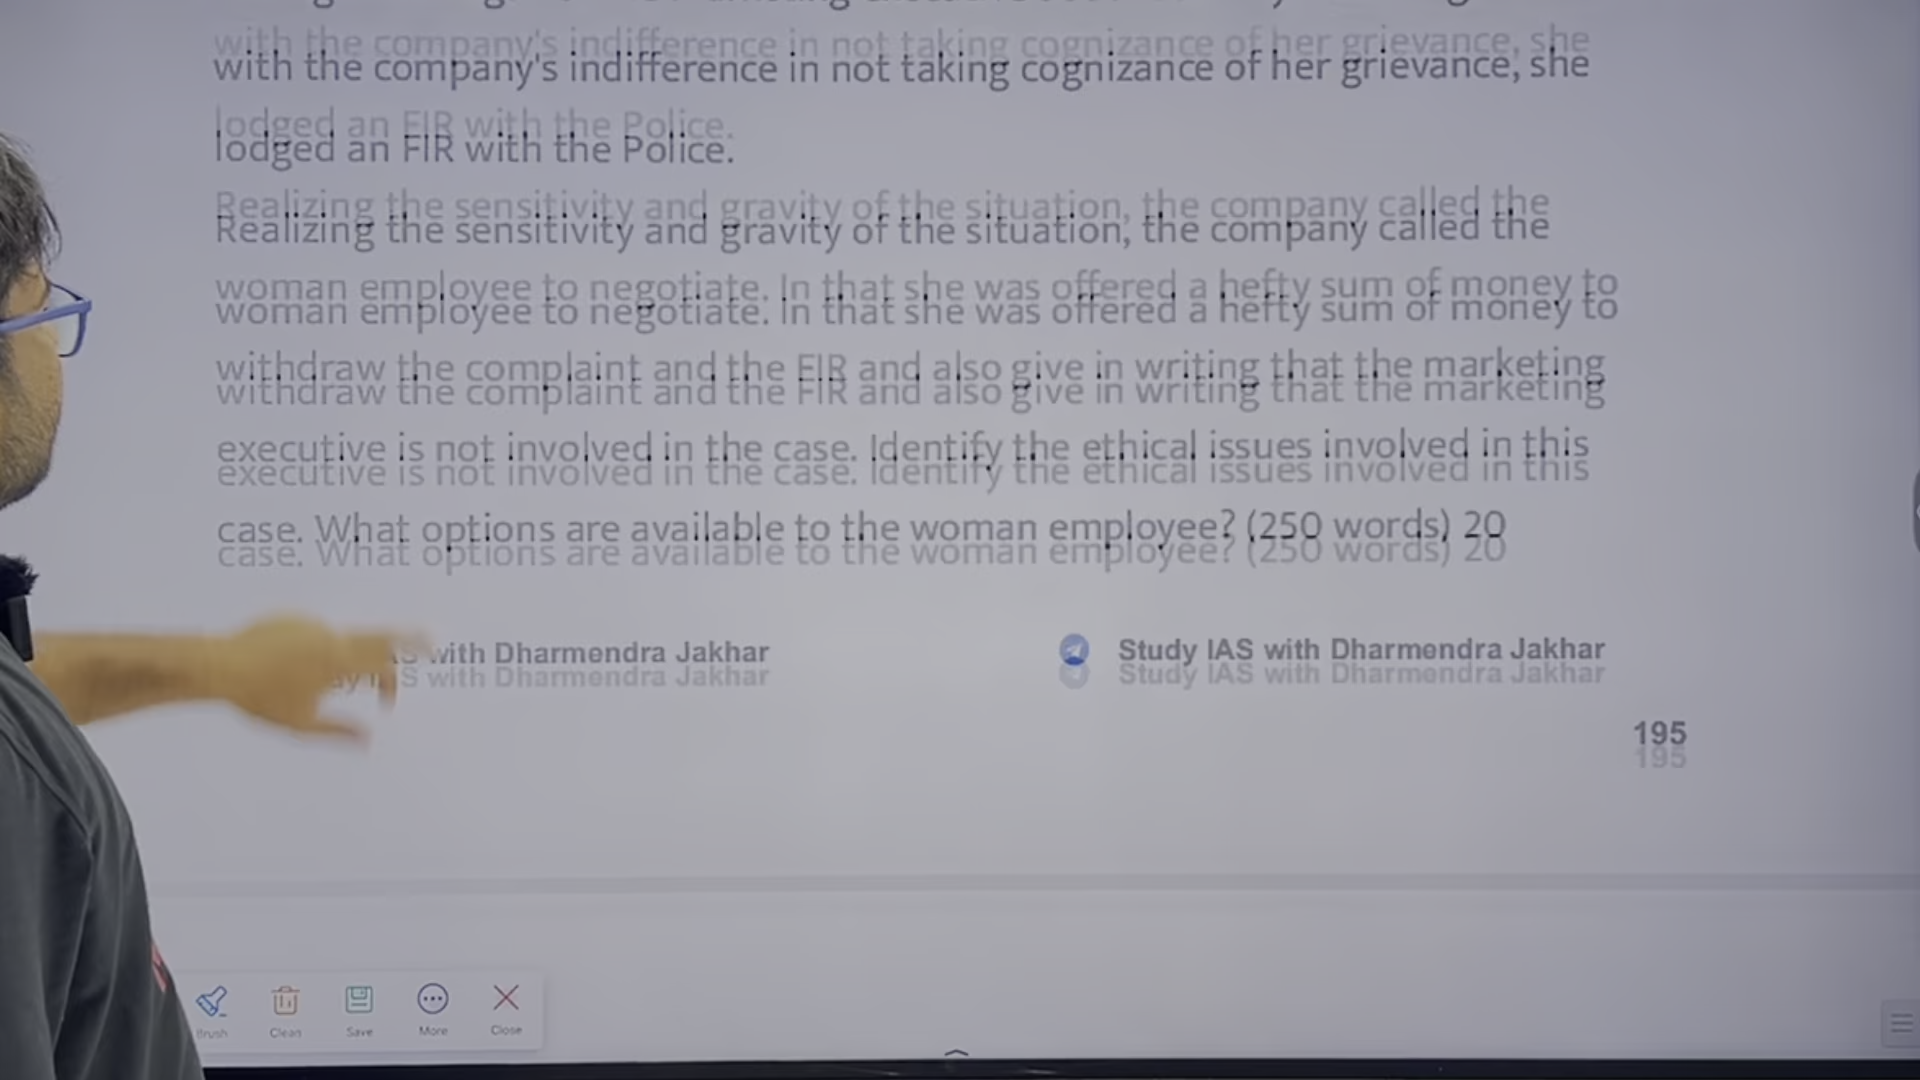 with the company's indifference in not taking cognizance of her grievance, she
lodged an FIR with the Police.
Realizing the sensitivity and gravity of the situation, the company called the
woman employee to negotiate. In that she was offered a hefty sum of money to
withdraw the complaint and the FIR and also give in writing that the marketing
executive is not involved in the case. Identify the ethical issues involved in this
case. What options are available to the woman employee? (250 words) 20
with Dharmendra Jakhar
Study IAS with Dharmendra Jakhar
195
Brush Clean Save More Close